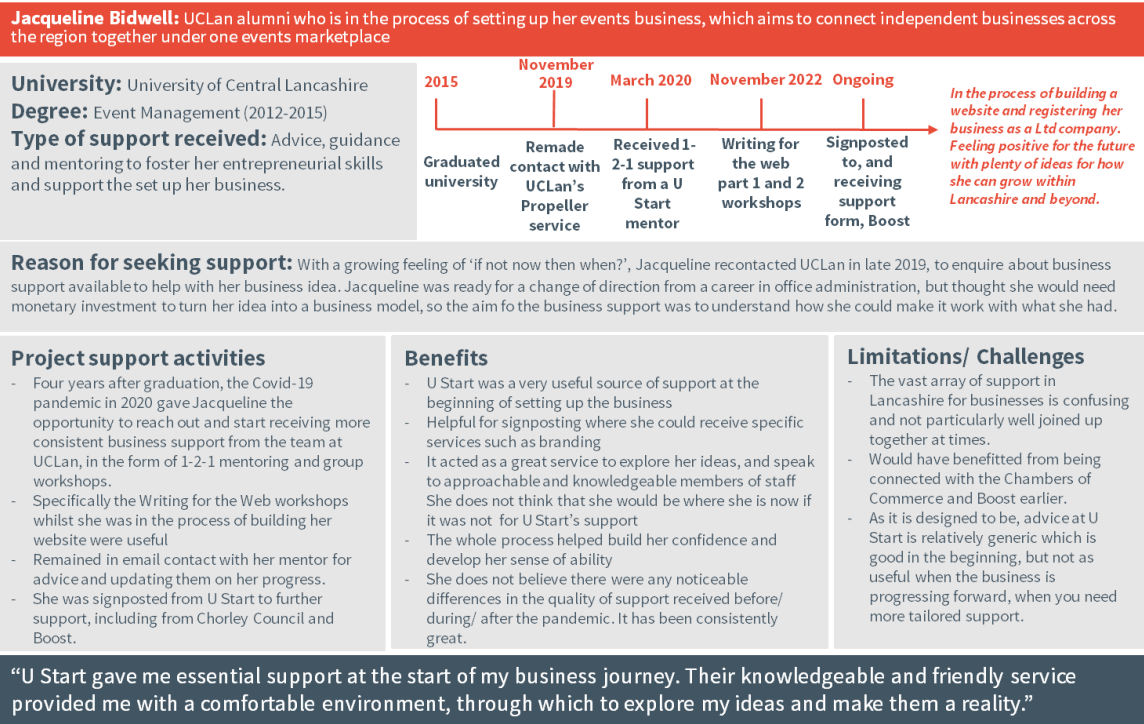 Jacqueline Bidwell: UCLan alumni who is in the process of setting up her events business, which aims to connect independent businesses across
the region together under one events marketplace
University: University of Central Lancashire
Degree: Event Management (2012-2015)
Type of support received: Advice, guidance
and mentoring to foster her entrepreneurial skills
and support the set up her business.
2015
Graduated
university
November
2019
Remade
contact with
UCLan's
Propeller
service
March 2020
Received 1-
2-1 support
from a U
Start
mentor
November 2022
Writing for
the web
part 1 and 2
workshops
Ongoing
Signposted
to, and
receiving
support
form, Boost
In the process of building a
website and registering her
business as a Ltd company.
Feeling positive for the future
with plenty of ideas for how
she can grow within
Lancashire and beyond.
Reason for seeking support: With a growing feeling of 'if not now then when?', Jacqueline recontacted UCLan in late 2019, to enquire about business
support available to help with her business idea. Jacqueline was ready for a change of direction from a career in office administration, but thought she would need
monetary investment to turn her idea into a business model, so the aim fo the business support was to understand how she could make it work with what she had.
Project support activities
- Four years after graduation, the Covid-19
pandemic in 2020 gave Jacqueline the
opportunity to reach out and start receiving more
consistent business support from the team at
UCLan, in the form of 1-2-1 mentoring and group
workshops.
- Specifically the Writing for the Web workshops
whilst she was in the process of building her
website were useful
- Remained in email contact with her mentor for
advice and updating them on her progress.
- She was signposted from U Start to further
support, including from Chorley Council and
Boost.
Benefits
- U Start was a very useful source of support at the
beginning of setting up the business
- Helpful for signposting where she could receive specific
services such as branding
- It acted as a great service to explore her ideas, and speak
to approachable and knowledgeable members of staff
She does not think that she would be where she is now if
it was not for U Start's support
- The whole process helped build her confidence and
develop her sense of ability
- She does not believe there were any noticeable
differences in the quality of support received before/
during/ after the pandemic. It has been consistently
great.
Limitations/ Challenges
- The vast array of support in
Lancashire for businesses is confusing
and not particularly well joined up
together at times.
- Would have benefitted from being
connected with the Chambers of
Commerce and Boost earlier.
- As it is designed to be, advice at U
Start is relatively generic which is
good in the beginning, but not as
useful when the business is
progressing forward, when you need
more tailored support.
"U Start gave me essential support at the start of my business journey. Their knowledgeable and friendly service
provided me with a comfortable environment, through which to explore my ideas and make them a reality."